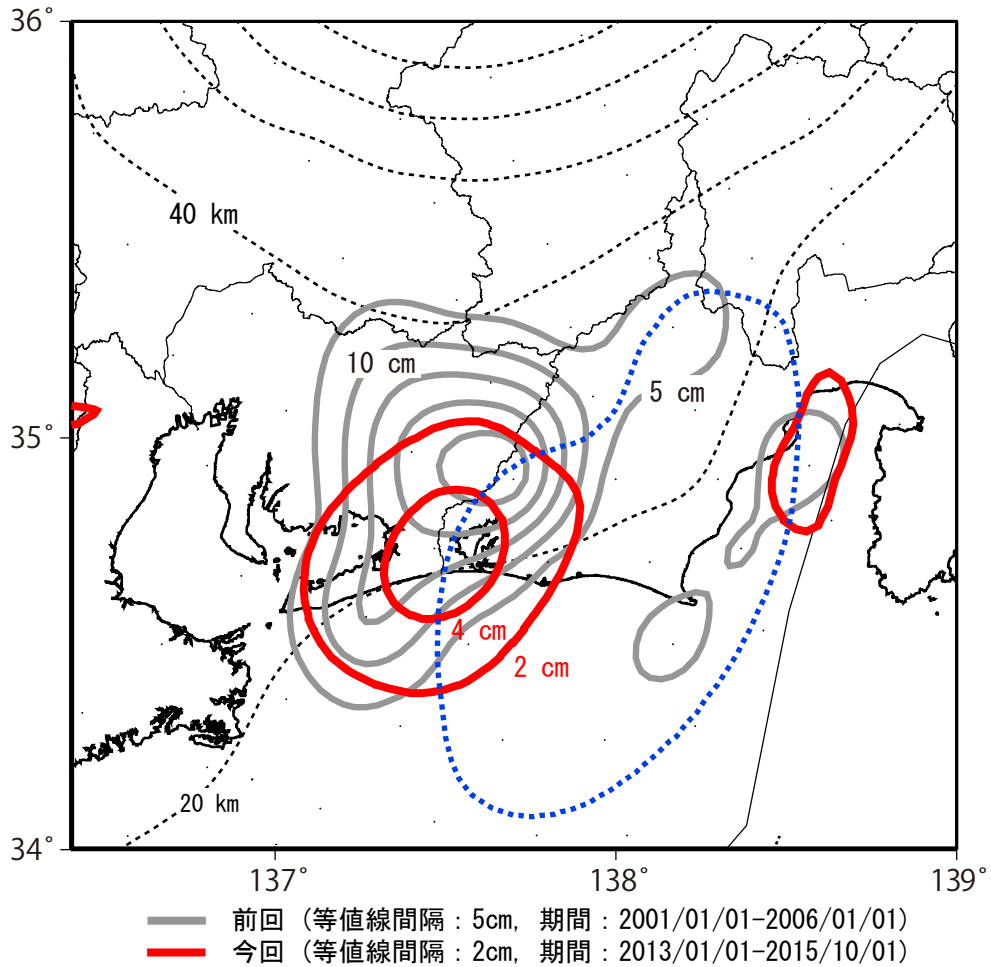 36°
40 km
10 cm
5 cm
35°
4 cm
2 cm
20 km
34°
137°
138°
139°
前回 (等値線間隔:5cm, 期間:2001/01/01-2006/01/01)
今回 (等値線間隔:2cm, 期間:2013/01/01-2015/10/01)